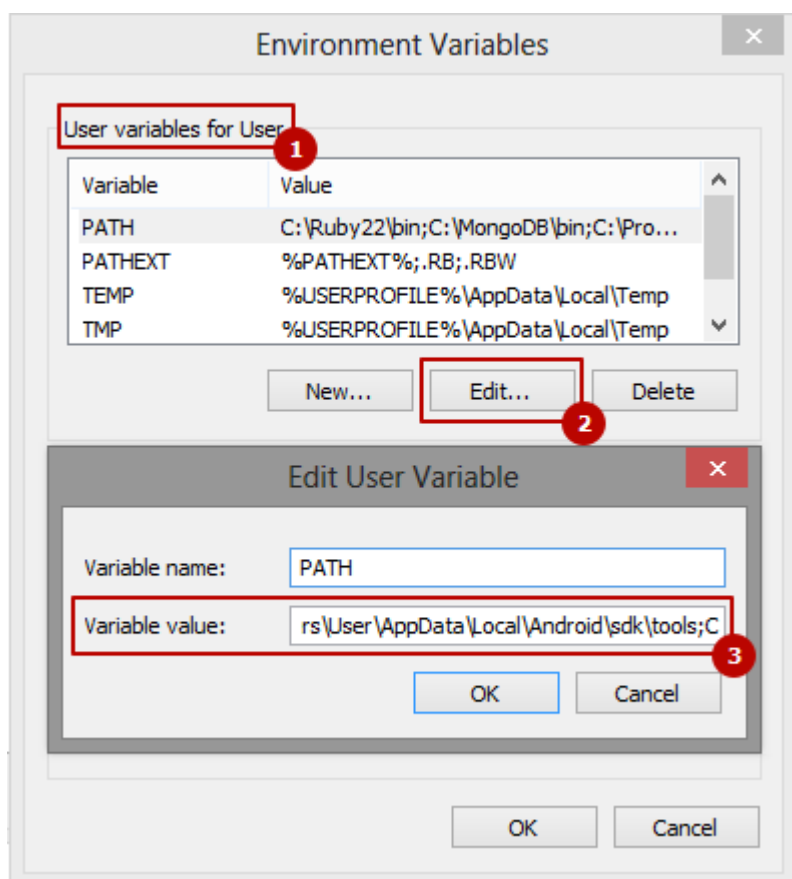 Environment Variables
User variables for User
1
Variable Value
PATH C:\Ruby22\bin;C:\MongoDB\bin;C:\Pro...
PATHEXT %PATHEXT%;.RB;.RBW
TEMP %USERPROFILE%\AppData\Local\Temp
TMP %USERPROFILE%\AppData\Local\Temp
New... Edit... Delete
2
Edit User Variable
Variable name: PATH
Variable value: rs\User\AppData\Local\Android\sdk\tools;C
3
OK Cancel
OK Cancel